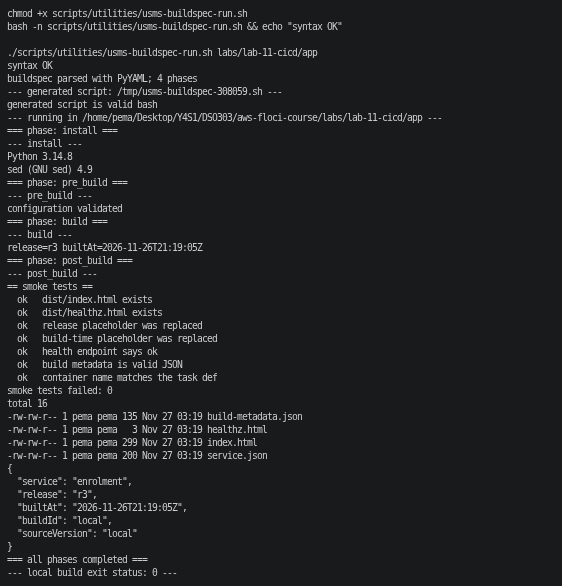 chmod +x scripts/utilities/usms-buildspec-run.sh
bash -n scripts/utilities/usms-buildspec-run.sh && echo "syntax OK"

./scripts/utilities/usms-buildspec-run.sh labs/lab-11-cicd/app
syntax OK
buildspec parsed with PyYAML; 4 phases
--- generated script: /tmp/usms-buildspec-308059.sh ---
generated script is valid bash
--- running in /home/pema/Desktop/Y4S1/DSO303/aws-floci-course/labs/lab-11-cicd/app ---
=== phase: install ===
--- install ---
Python 3.14.8
sed (GNU sed) 4.9
=== phase: pre_build ===
--- pre_build ---
configuration validated
=== phase: build ===
--- build ---
release=r3 builtAt=2026-11-26T21:19:05Z
=== phase: post_build ===
--- post_build ---
== smoke tests ==
  ok   dist/index.html exists
  ok   dist/healthz.html exists
  ok   release placeholder was replaced
  ok   build-time placeholder was replaced
  ok   health endpoint says ok
  ok   build metadata is valid JSON
  ok   container name matches the task def
smoke tests failed: 0
total 16
-rw-rw-r-- 1 pema pema 135 Nov 27 03:19 build-metadata.json
-rw-rw-r-- 1 pema pema   3 Nov 27 03:19 healthz.html
-rw-rw-r-- 1 pema pema 299 Nov 27 03:19 index.html
-rw-rw-r-- 1 pema pema 200 Nov 27 03:19 service.json
{
  "service": "enrolment",
  "release": "r3",
  "builtAt": "2026-11-26T21:19:05Z",
  "buildId": "local",
  "sourceVersion": "local"
}
=== all phases completed ===
--- local build exit status: 0 ---